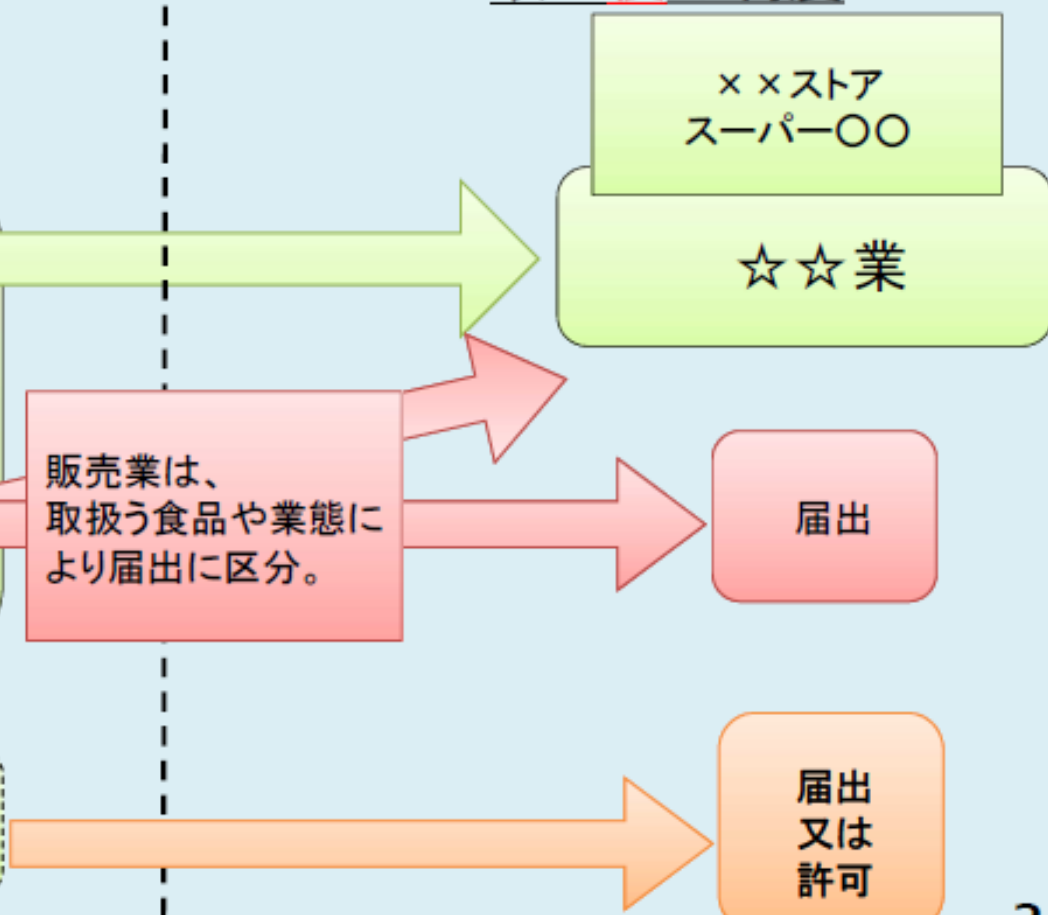 ××ストア
スーパー〇〇
☆☆業
販売業は、
取扱う食品や業態に
より届出に区分。
届出
届出
又は
許可